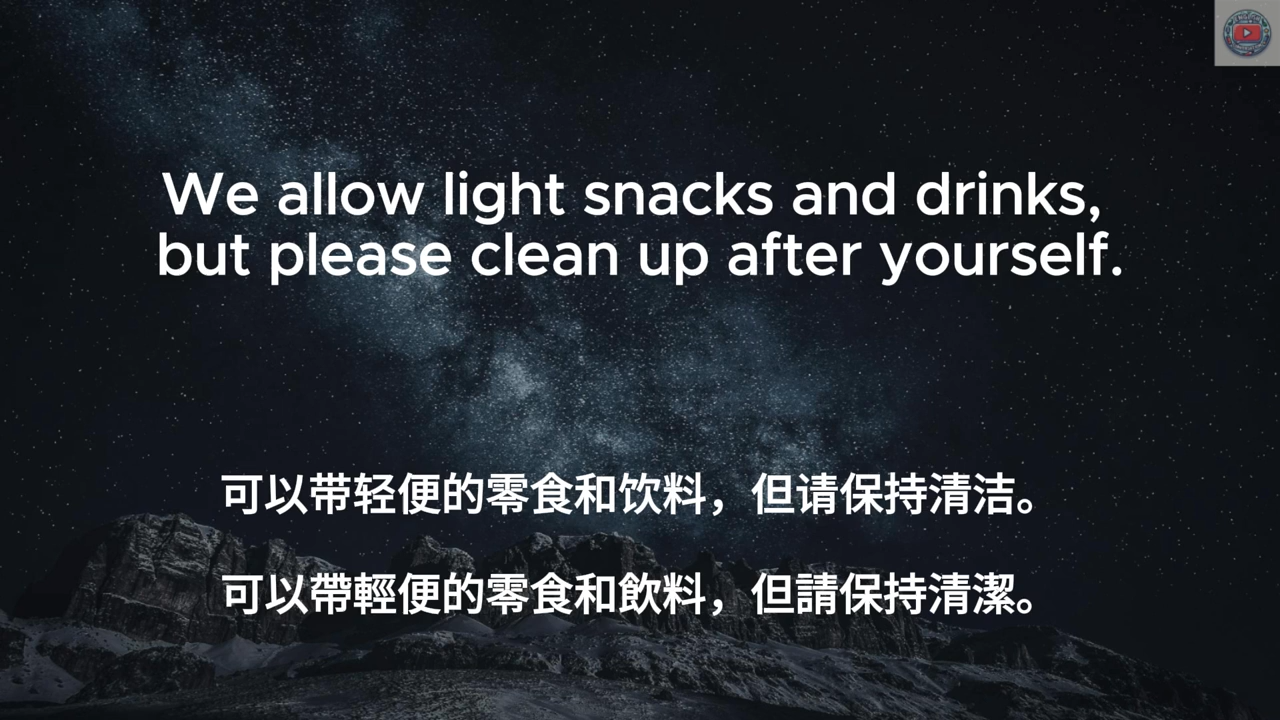 We allow light snacks and drinks,
but please clean up after yourself.
可以带轻便的零食和饮料，但请保持清洁。
可以帶輕便的零食和飲料，但請保持清潔。